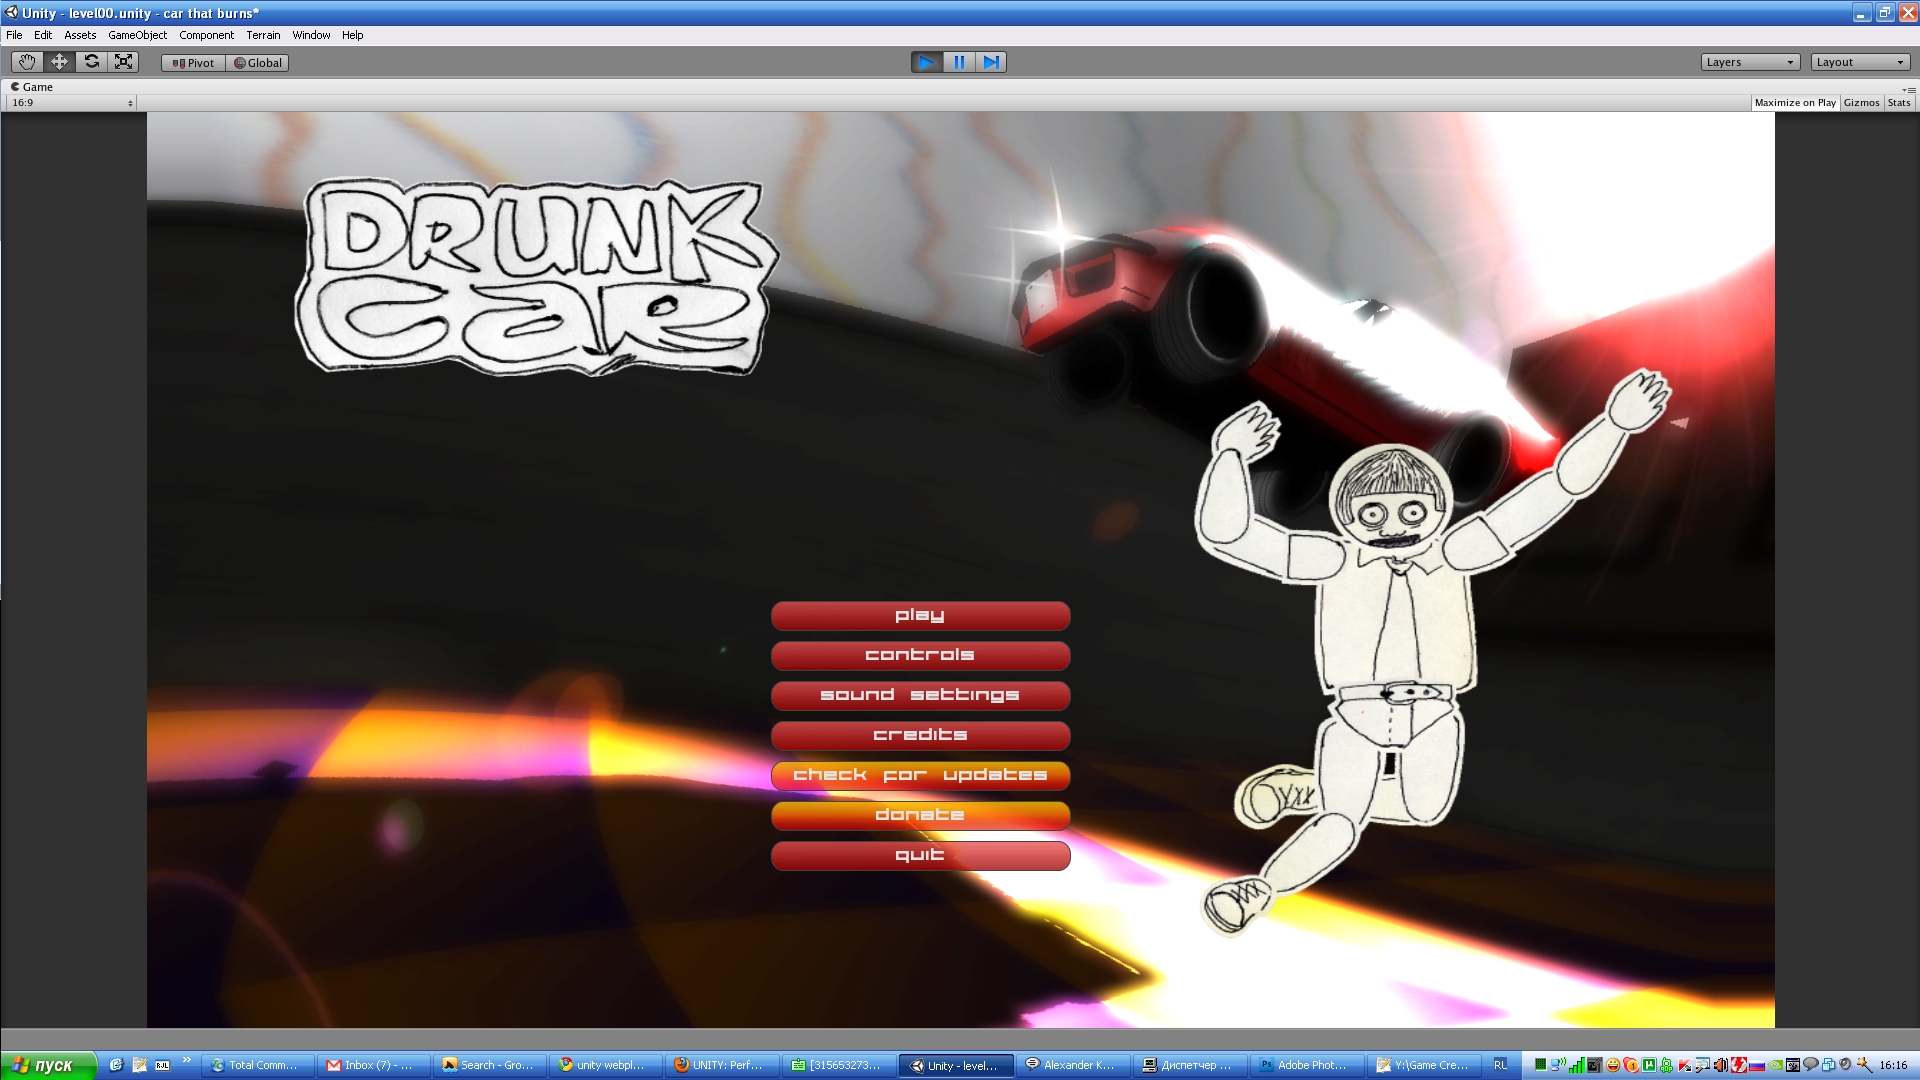 Unity - level00.unity - car that burns*
File Edit Assets GameObject Component Terrain Window Help
Pivot Global Layers Layout
Game
16:9 Maximize on Play Gizmos Stats
DRUNK
CAR
play
controls
sound settings
credits
check for updates
donate
quit
пуск Total Comm... Inbox (7) - ... Search - Gro... unity webpl... UNITY: Perf... [315653273... Unity - level... Alexander K... Диспетчер ... Adobe Phot... Y:\Game Cre... RL 16:16